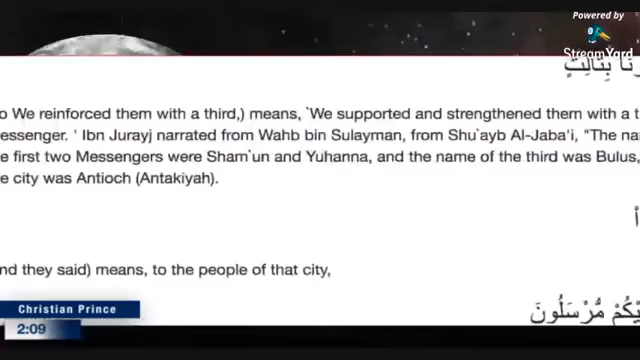 Powered by
StreamYard
بِثَالِثٍ
We reinforced them with a third,) means, `We supported and strengthened them with a
essenger. ' Ibn Jurayj narrated from Wahb bin Sulayman, from Shu`ayb Al-Jaba'i, "The
first two Messengers were Sham`un and Yuhanna, and the name of the third was Bulus,
city was Antioch (Antakiyah).
nd they said) means, to the people of that city,
مُّرْسَلُونَ
Christian Prince
2:09